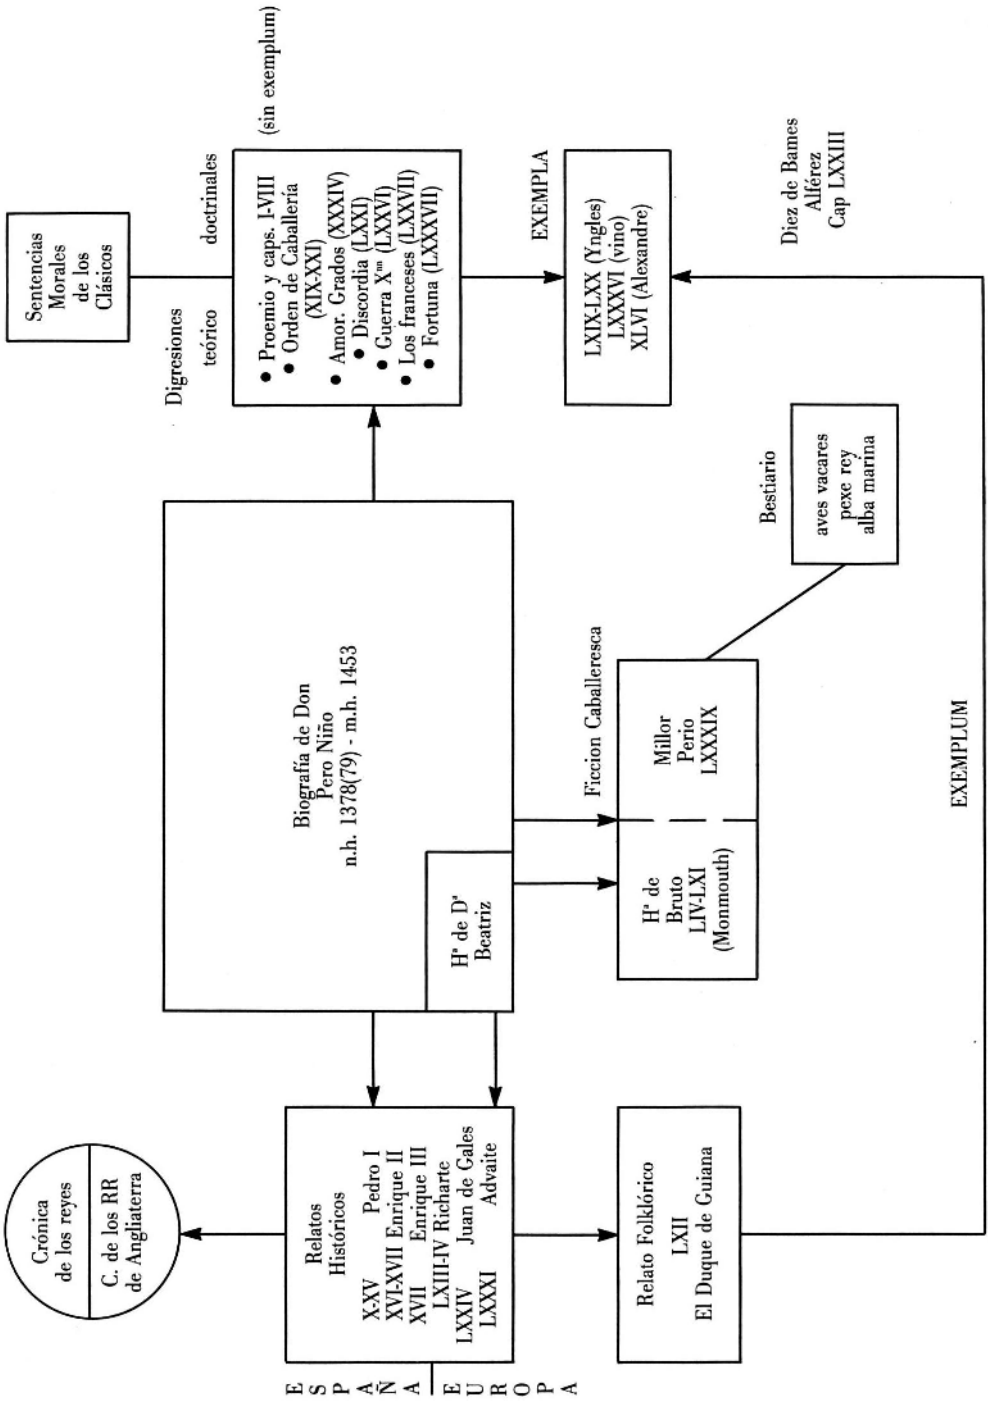 Crónica
de los reyes
C. de los RR
de Angliaterra
Relatos
Históricos
X-XV Pedro I
XVI-XVII Enrique II
XVII Enrique III
LXIII-IV Richarte
LXXIV Juan de Gales
LXXXI Advaite
E
S
P
A
Ñ
A
E
U
R
O
P
A
Relato Folklórico
LXII
El Duque de Guiana
Biografía de Don
Pero Niño
n.h. 1378(79) - m.h. 1453
Hª de Dª
Beatriz
Ficcion Caballeresca
Hª de
Bruto
LIV-LXI
(Monmouth)
Millor
Perio
LXXXIX
Bestiario
aves vacares
pexe rey
alba marina
Sentencias
Morales
de los
Clásicos
Digresiones
teórico doctrinales
(sin exemplum)
• Proemio y caps. I-VIII
• Orden de Caballería
(XIX-XXI)
• Amor. Grados (XXXIV)
• Discordia (LXXI)
• Guerra Xⁿᵃ (LXXVI)
• Los franceses (LXXVII)
• Fortuna (LXXXVII)
EXEMPLA
LXIX-LXX (Yngles)
LXXXVI (vino)
XLVI (Alexandre)
Diez de Bames
Alférez
Cap LXXIII
EXEMPLUM